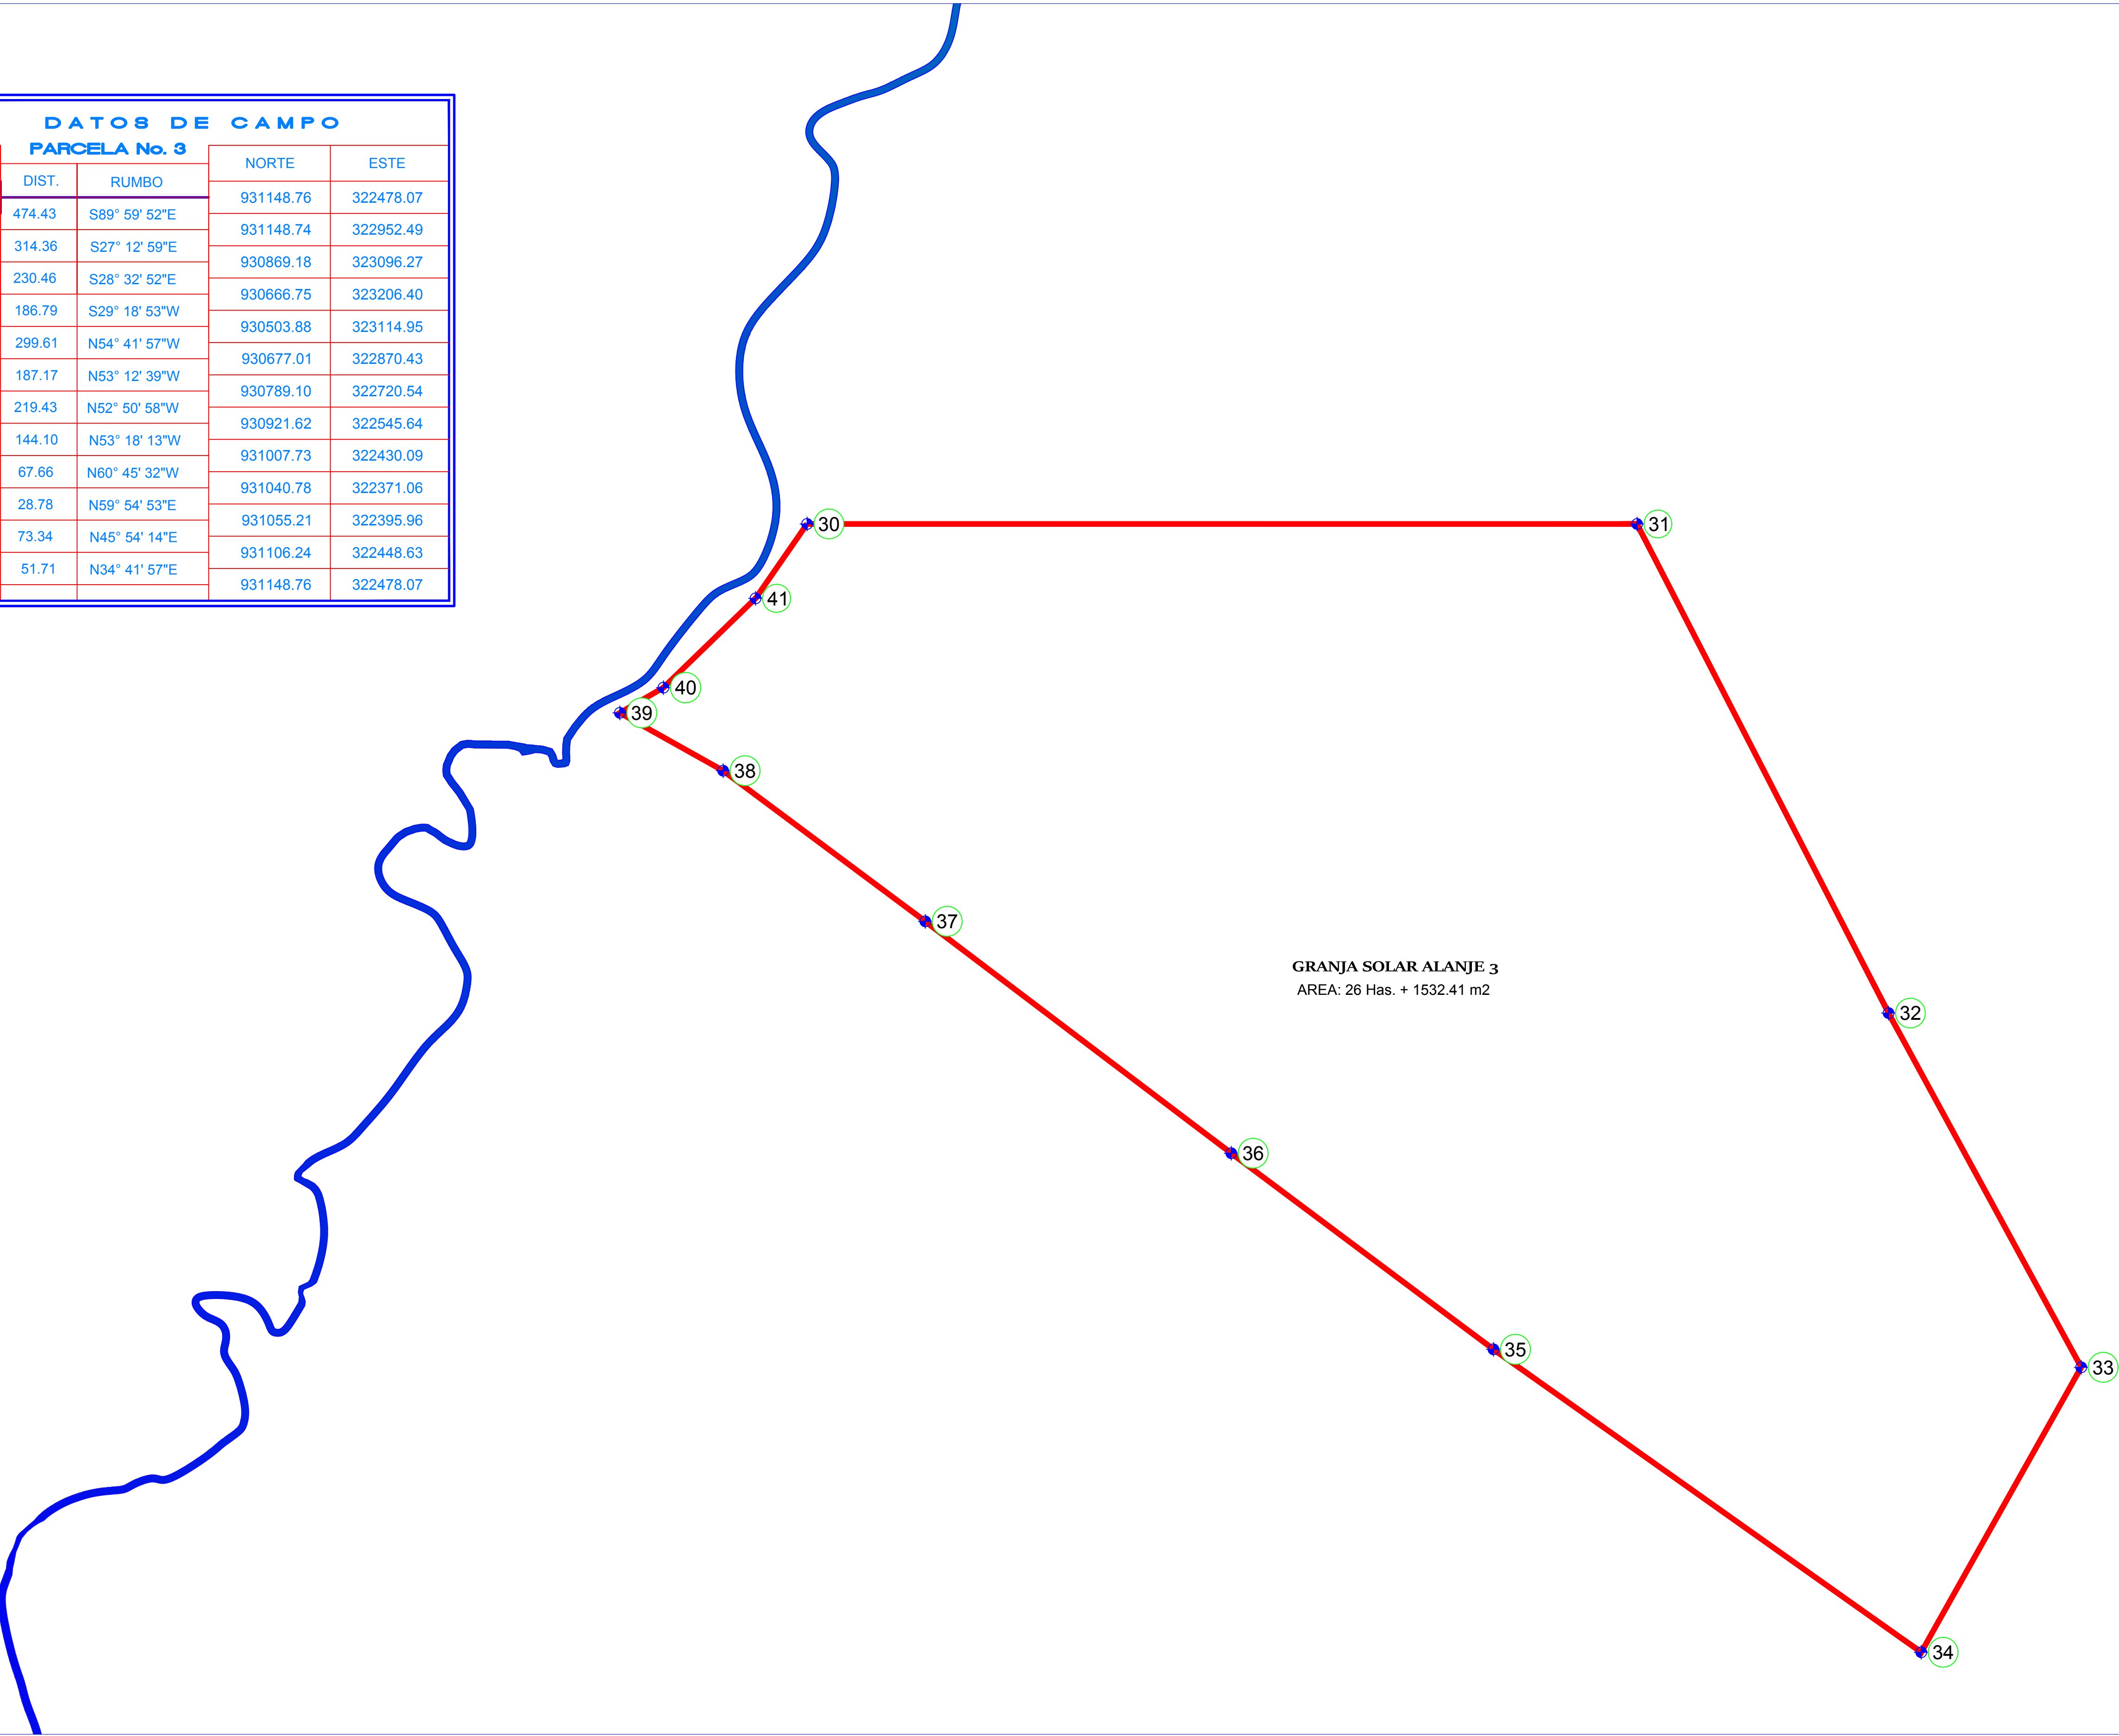 DATOS DE CAMPO
PARCELA No. 3
NORTE ESTE
DIST. RUMBO
931148.76 322478.07
474.43 S89° 59' 52"E
931148.74 322952.49
314.36 S27° 12' 59"E
930869.18 323096.27
230.46 S28° 32' 52"E
930666.75 323206.40
186.79 S29° 18' 53"W
930503.88 323114.95
299.61 N54° 41' 57"W
930677.01 322870.43
187.17 N53° 12' 39"W
930789.10 322720.54
219.43 N52° 50' 58"W
930921.62 322545.64
144.10 N53° 18' 13"W
931007.73 322430.09
67.66 N60° 45' 32"W
931040.78 322371.06
28.78 N59° 54' 53"E
931055.21 322395.96
73.34 N45° 54' 14"E
931106.24 322448.63
51.71 N34° 41' 57"E
931148.76 322478.07
30
31
41
40
39
38
37
GRANJA SOLAR ALANJE 3
AREA: 26 Has. + 1532.41 m2
32
36
35
33
34